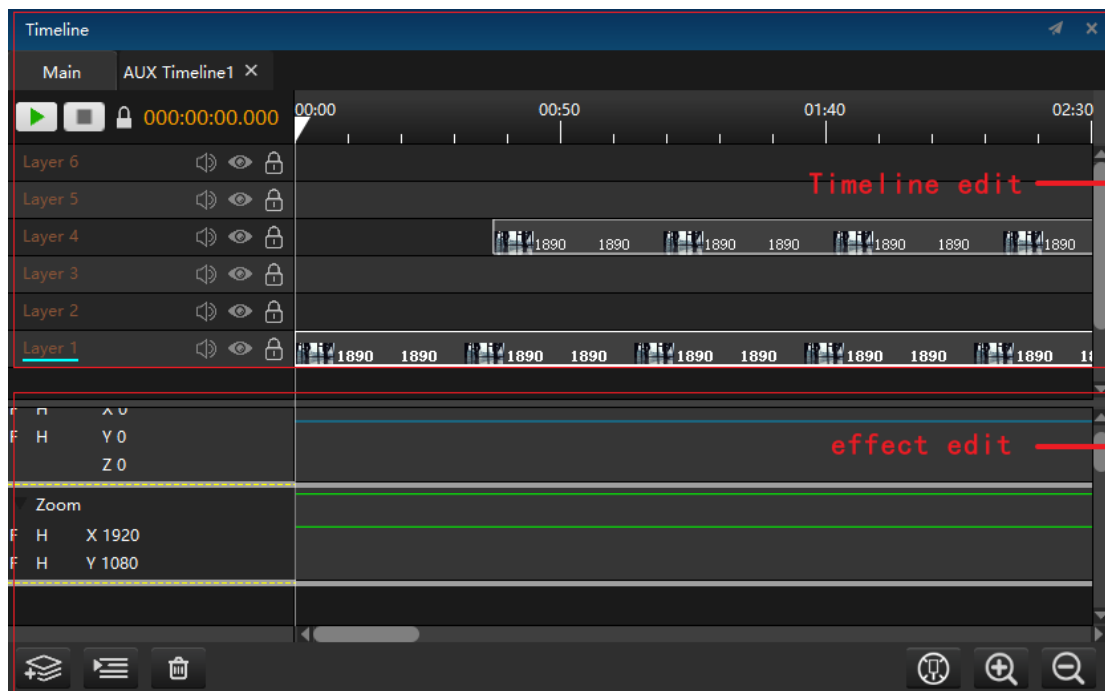 Timeline
Main AUX Timeline1
000:00:00.000 00:00 00:50 01:40 02:30
Layer 6
Layer 5
Timeline edit
Layer 4 1890 1890 1890 1890 1890 1890 1890
Layer 3
Layer 2
Layer 1 1890 1890 1890 1890 1890 1890 1890 1890 1890
X 0
F H Y 0
effect edit
Z 0
Zoom
F H X 1920
F H Y 1080